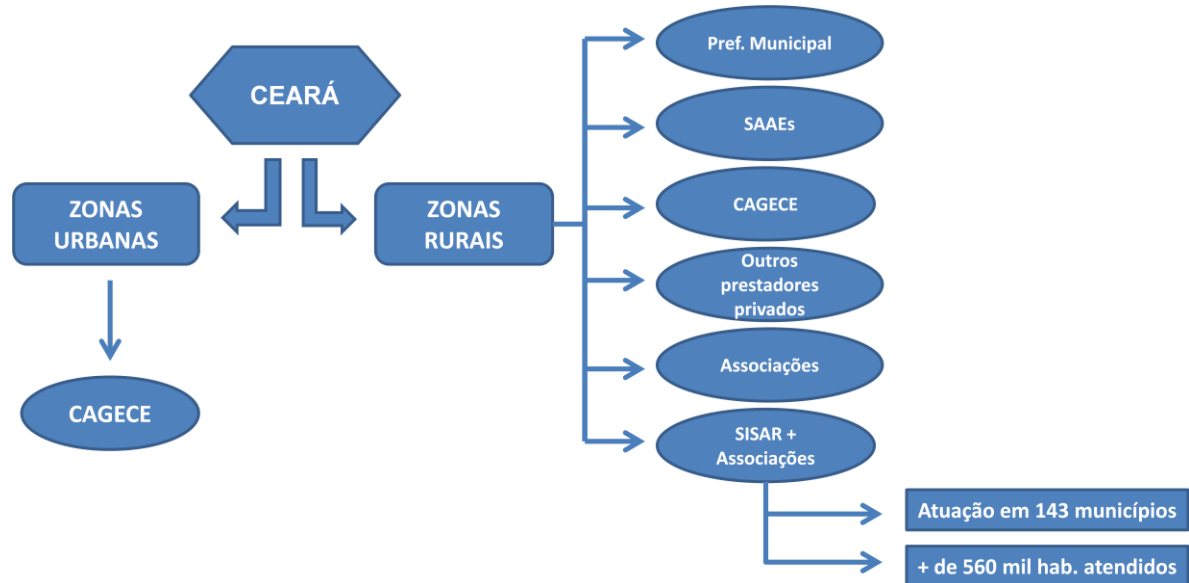 CEARÁ
ZONAS
URBANAS
CAGECE
ZONAS
RURAIS
Pref. Municipal
SAAEs
CAGECE
Outros
prestadores
privados
Associações
SISAR +
Associações
Atuação em 143 municípios
+ de 560 mil hab. atendidos